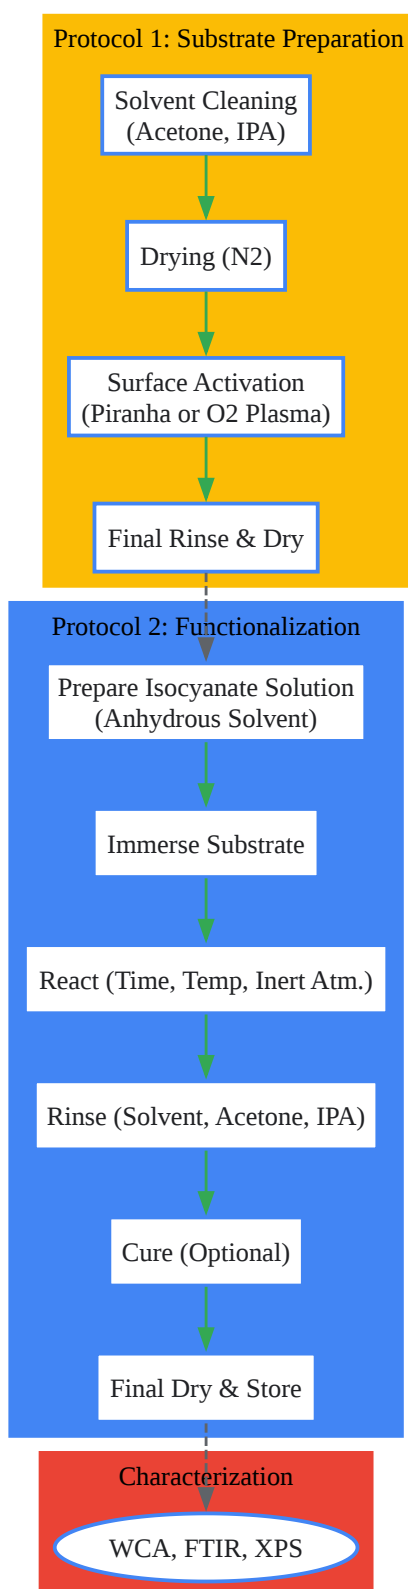 Protocol 1: Substrate Preparation
Solvent Cleaning
(Acetone, IPA)
Drying (N2)
Surface Activation
(Piranha or O2 Plasma)
Final Rinse & Dry
Protocol 2: Functionalization
Prepare Isocyanate Solution
(Anhydrous Solvent)
Immerse Substrate
React (Time, Temp, Inert Atm.)
Rinse (Solvent, Acetone, IPA)
Cure (Optional)
Final Dry & Store
Characterization
WCA, FTIR, XPS